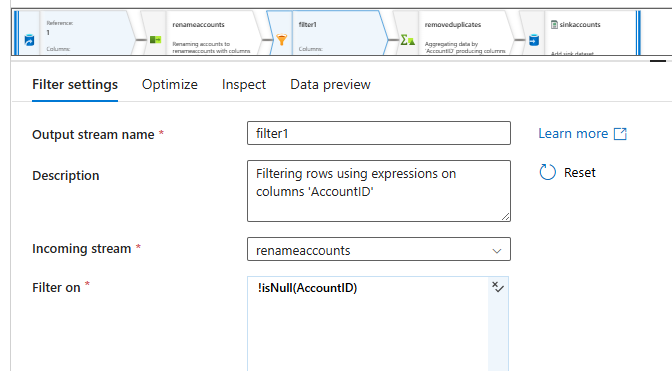 Reference:
1
Columns:
renameaccounts
Renaming accounts to
renameaccounts with columns
filter1
Columns:
removeduplicates
Aggregating data by
'AccountID' producing columns
sinkaccounts
Add sink dataset
Filter settings
Optimize
Inspect
Data preview
Output stream name *
filter1
Learn more
Description
Filtering rows using expressions on
columns 'AccountID'
Reset
Incoming stream *
renameaccounts
Filter on *
!isNull(AccountID)